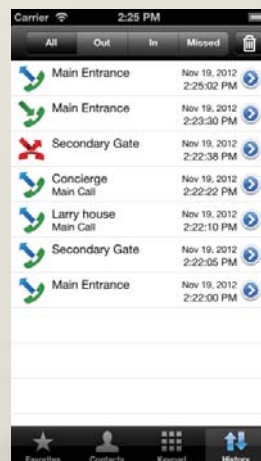 Carrier 2:25 PM
All Out In Missed
Main Entrance Nov 19, 2012
2:25:02 PM
Main Entrance Nov 19, 2012
2:23:30 PM
Secondary Gate Nov 19, 2012
2:22:38 PM
Concierge Nov 19, 2012
Main Call 2:22:22 PM
Larry house Nov 19, 2012
Main Call 2:22:10 PM
Secondary Gate Nov 19, 2012
2:22:05 PM
Main Entrance Nov 19, 2012
2:22:00 PM
Favorites Contacts Keypad History